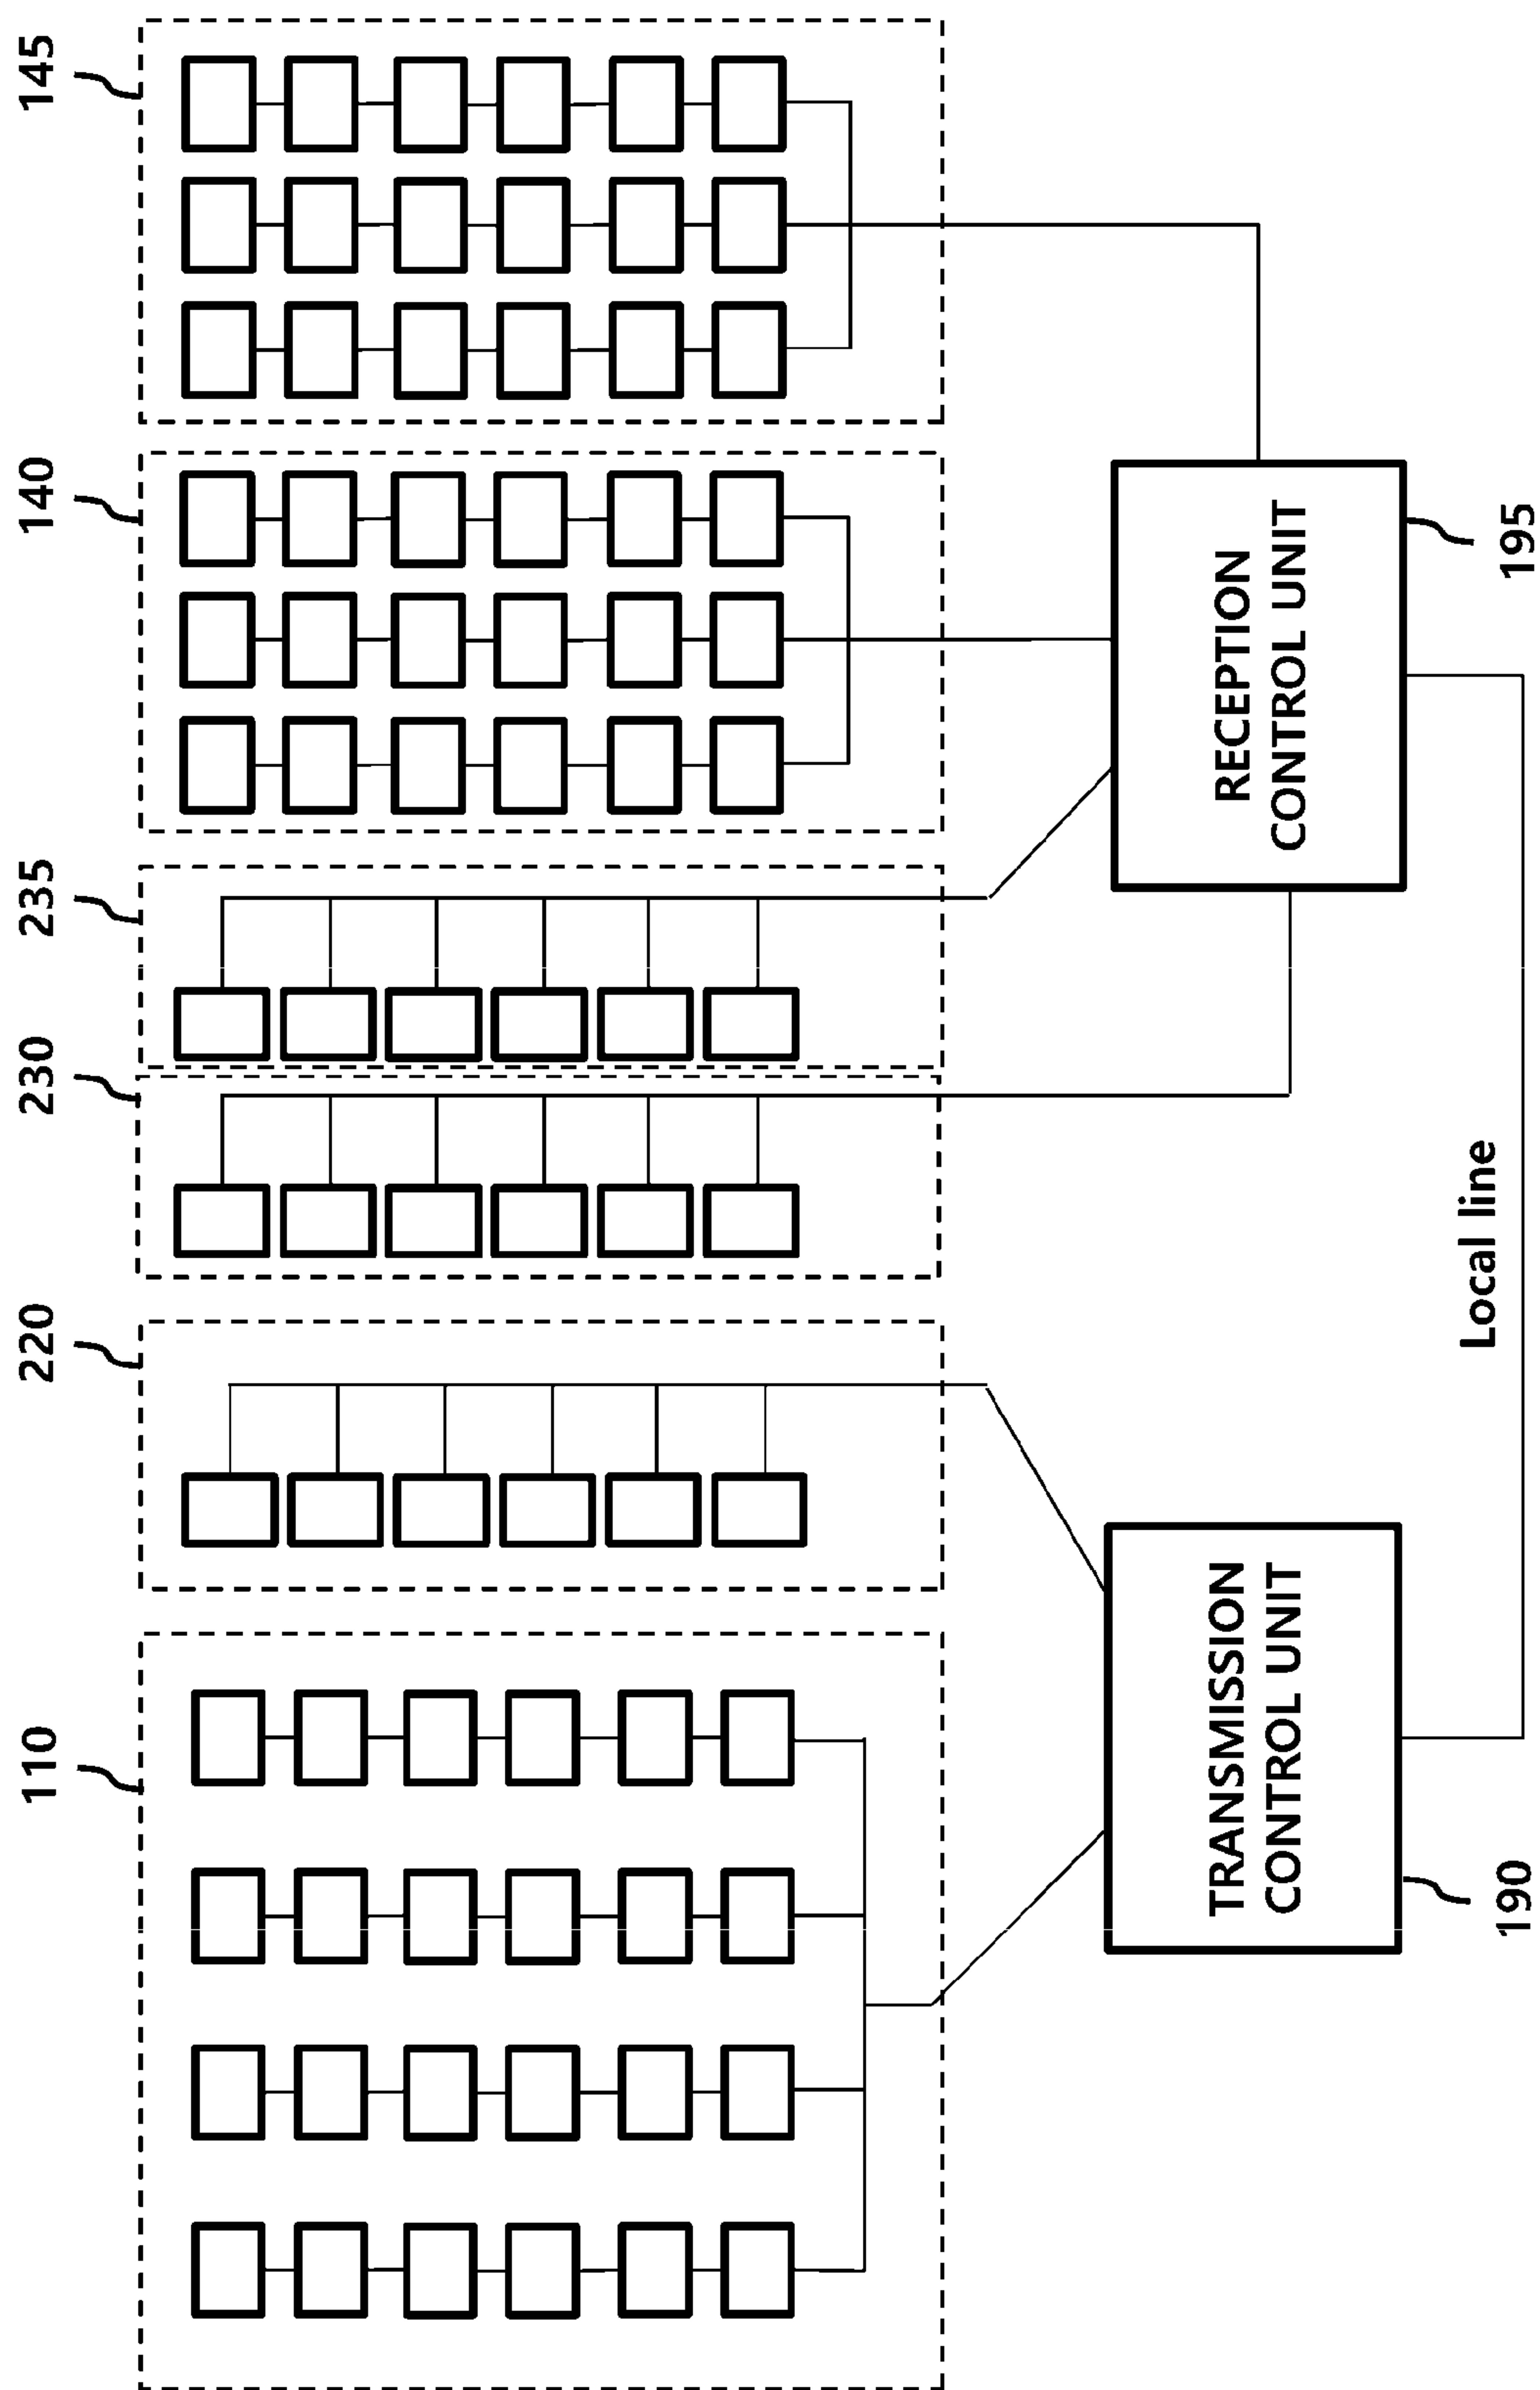 110
220
230
235
140
145
TRANSMISSION
CONTROL UNIT
190
Local line
RECEPTION
CONTROL UNIT
195